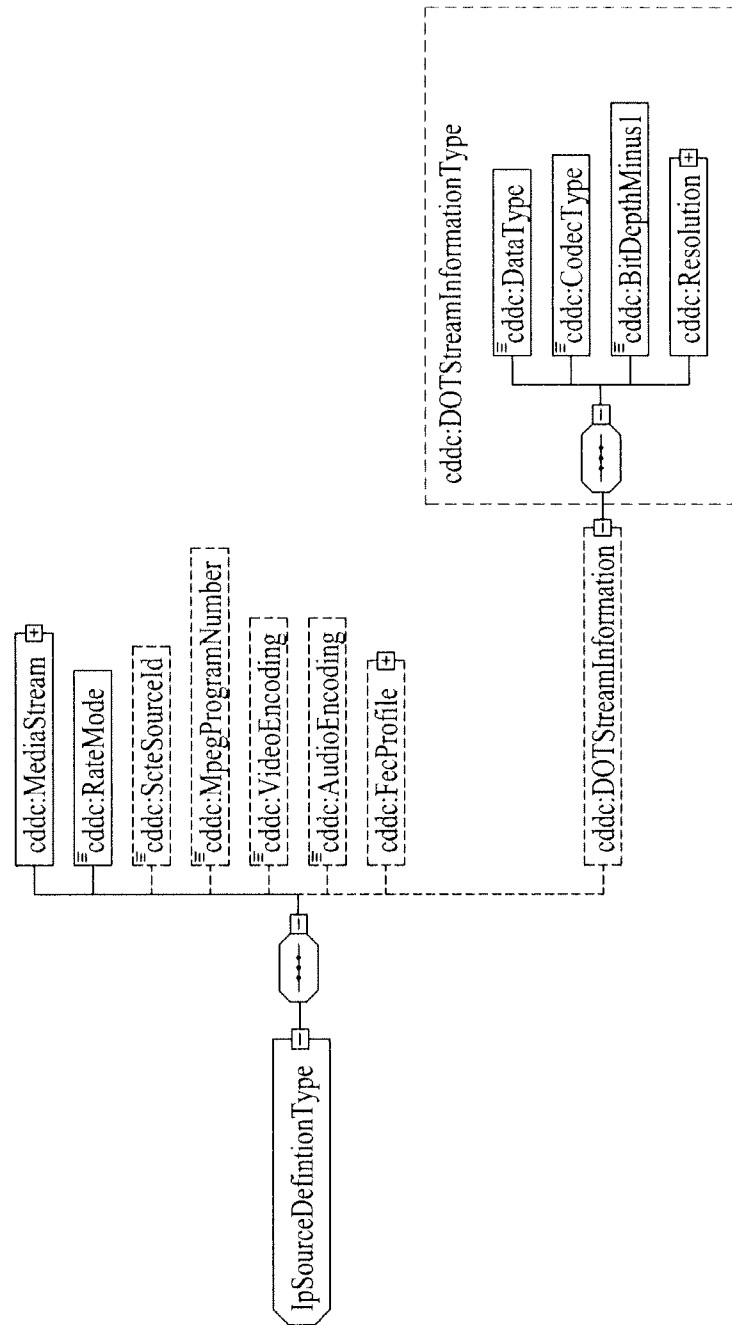 IpSourceDefintionType
cddc:MediaStream
cddc:RateMode
cddc:ScteSourceId
cddc:MpegProgramNumber
cddc:VideoEncoding
cddc:AudioEncoding
cddc:FecProfile
cddc:DOTStreamInformation
cddc:DOTStreamInformationType
cddc:DataType
cddc:CodecType
cddc:BitDepthMinus1
cddc:Resolution